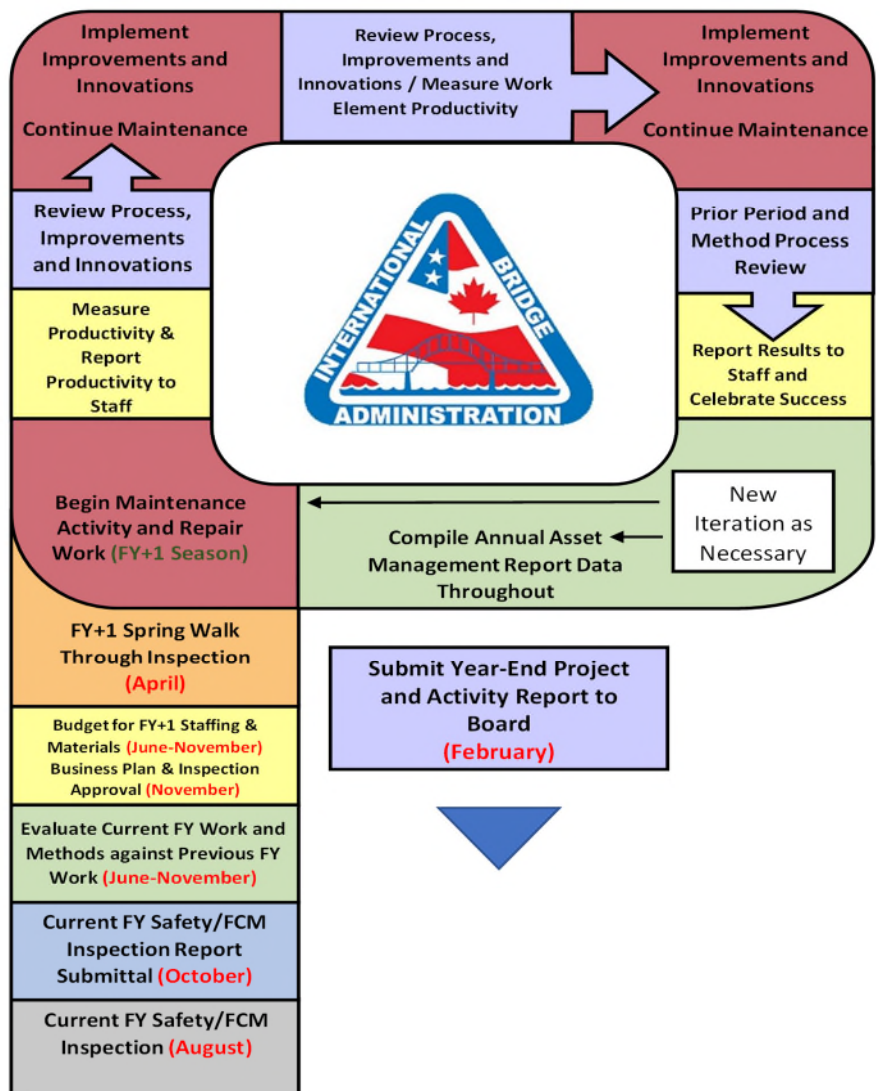 Implement
Improvements and
Innovations
Continue Maintenance
Review Process,
Improvements and
Innovations / Measure Work
Element Productivity
Implement
Improvements and
Innovations
Continue Maintenance
Review Process,
Improvements
and Innovations
INTERNATIONAL
BRIDGE
ADMINISTRATION
Prior Period and
Method Process
Review
Measure
Productivity &
Report
Productivity to
Staff
Report Results to
Staff and
Celebrate Success
Begin Maintenance
Activity and Repair
Work (FY+1 Season)
Compile Annual Asset
Management Report Data
Throughout
New
Iteration as
Necessary
FY+1 Spring Walk
Through Inspection
(April)
Submit Year-End Project
and Activity Report to
Board
(February)
Budget for FY+1 Staffing &
Materials (June-November)
Business Plan & Inspection
Approval (November)
Evaluate Current FY Work and
Methods against Previous FY
Work (June-November)
Current FY Safety/FCM
Inspection Report
Submittal (October)
Current FY Safety/FCM
Inspection (August)